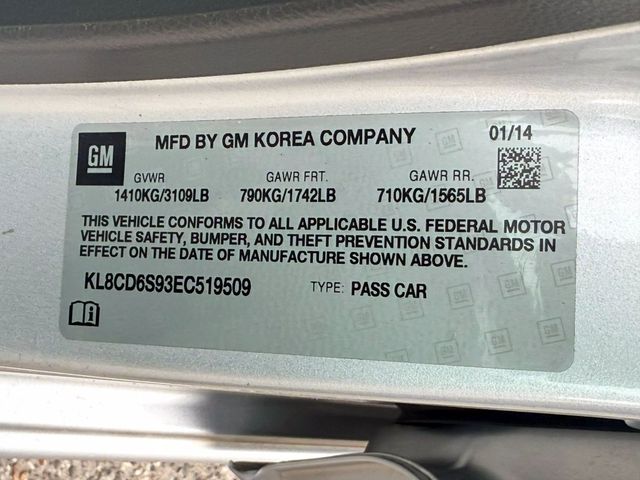 GM
MFD BY GM KOREA COMPANY
01/14
GVWR GAWR FRT. GAWR RR.
1410KG/3109LB 790KG/1742LB 710KG/1565LB
THIS VEHICLE CONFORMS TO ALL APPLICABLE U.S. FEDERAL MOTOR
VEHICLE SAFETY, BUMPER, AND THEFT PREVENTION STANDARDS IN
EFFECT ON THE DATE OF MANUFACTURE SHOWN ABOVE.
KL8CD6S93EC519509 TYPE: PASS CAR